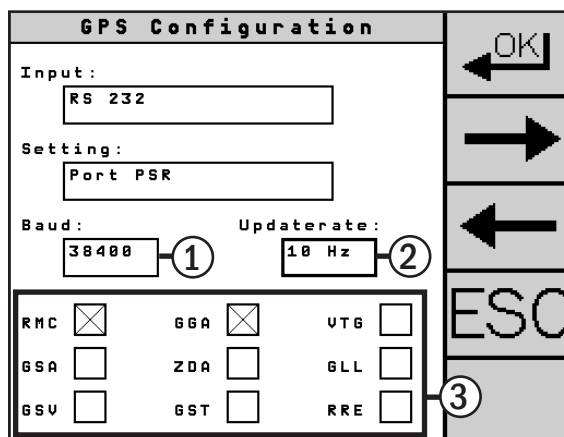 GPS Configuration
OK
Input:
RS 232
Setting:
Port PSR
Baud: Updaterate:
38400 1 10 Hz 2
RMC GGA VTG
ESC
GSA ZDA GLL
3
GSV GST RRE